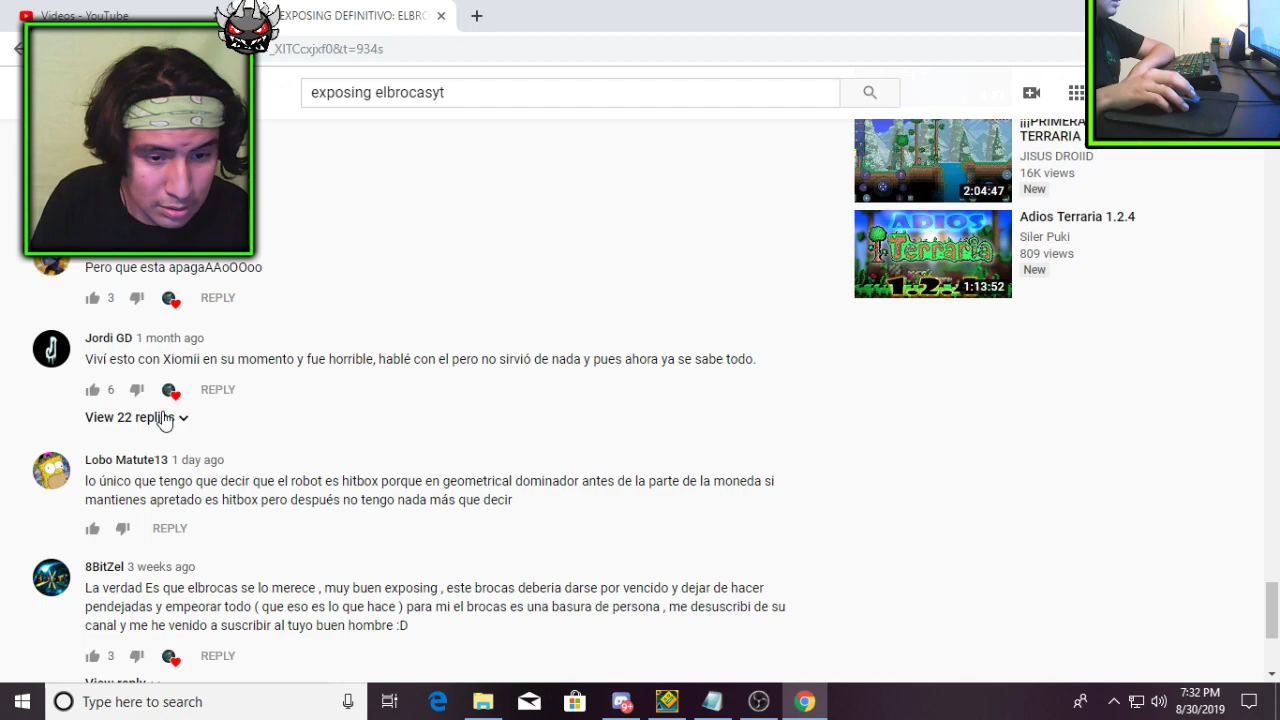 Videos - YouTube
EXPOSING DEFINITIVO: ELBRO
_XITCcxjxf0&t=934s
exposing elbrocasyt
¡¡¡PRIMERA
TERRARIA
JISUS DROIID
16K views
New
2:04:47
Adios Terraria 1.2.4
Siler Puki
809 views
New
ADIOS
Terraria
1.2.
1:13:52
Pero que esta apagaAAoOOOoo
3 REPLY
Jordi GD 1 month ago
Viví esto con Xiomii en su momento y fue horrible, hablé con el pero no sirvió de nada y pues ahora ya se sabe todo.
6 REPLY
View 22 replies
Lobo Matute13 1 day ago
lo único que tengo que decir que el robot es hitbox porque en geometrical dominador antes de la parte de la moneda si
mantienes apretado es hitbox pero después no tengo nada más que decir
REPLY
8BitZel 3 weeks ago
La verdad Es que elbrocas se lo merece , muy buen exposing , este brocas deberia darse por vencido y dejar de hacer
pendejadas y empeorar todo ( que eso es lo que hace ) para mi el brocas es una basura de persona , me desuscribi de su
canal y me he venido a suscribir al tuyo buen hombre :D
3 REPLY
View reply
Type here to search
7:32 PM
8/30/2019